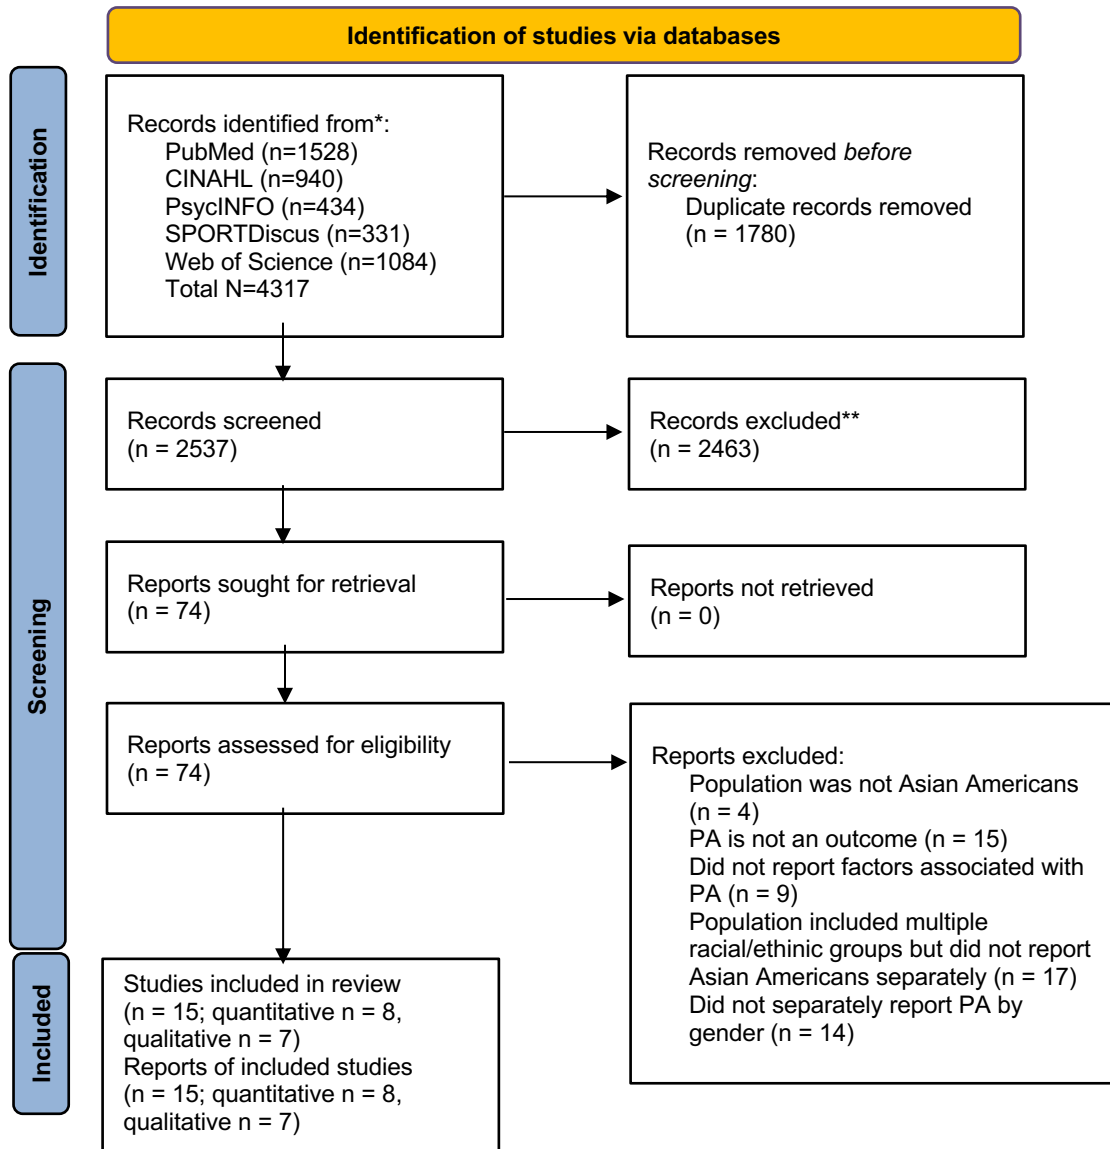 Identification of studies via databases
Identification
Records identified from*:
PubMed (n=1528)
CINAHL (n=940)
PsycINFO (n=434)
SPORTDiscus (n=331)
Web of Science (n=1084)
Total N=4317
Records removed before
screening:
Duplicate records removed
(n = 1780)
Screening
Records screened
(n = 2537)
Records excluded**
(n = 2463)
Reports sought for retrieval
(n = 74)
Reports not retrieved
(n = 0)
Reports assessed for eligibility
(n = 74)
Reports excluded:
Population was not Asian Americans
(n = 4)
PA is not an outcome (n = 15)
Did not report factors associated with
PA (n = 9)
Population included multiple
racial/ethinic groups but did not report
Asian Americans separately (n = 17)
Did not separately report PA by
gender (n = 14)
Included
Studies included in review
(n = 15; quantitative n = 8,
qualitative n = 7)
Reports of included studies
(n = 15; quantitative n = 8,
qualitative n = 7)